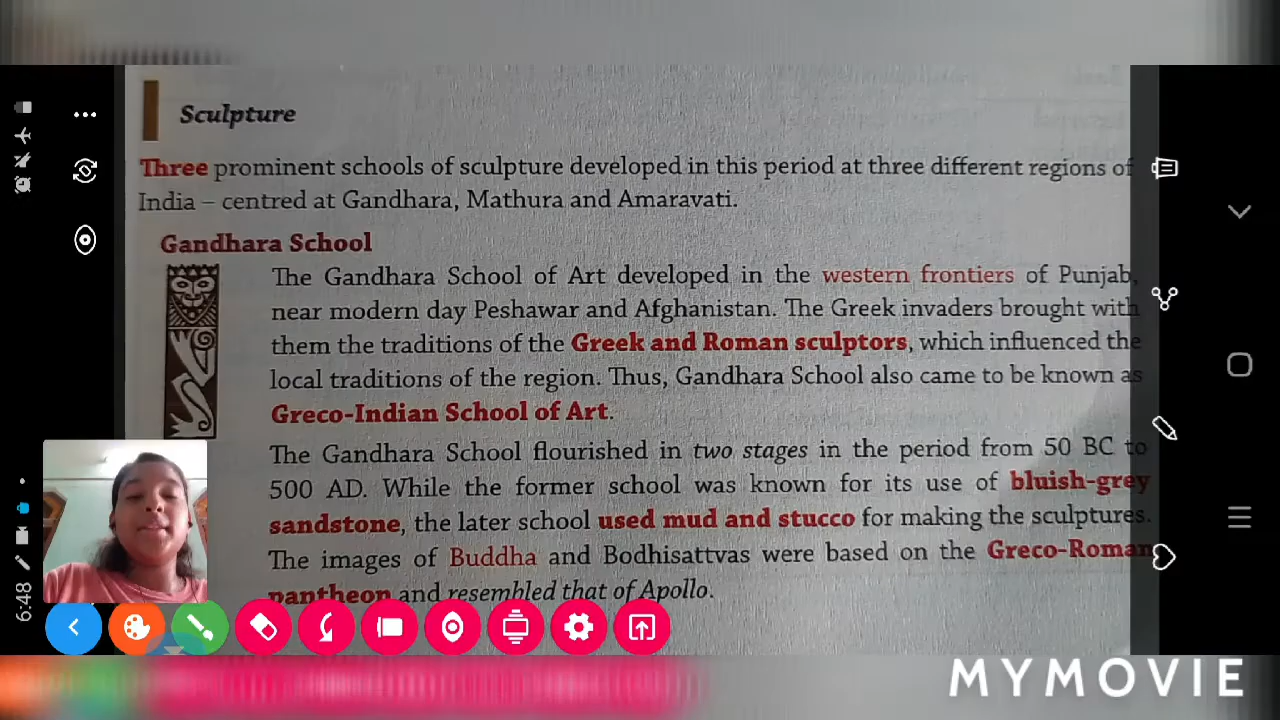 Sculpture
Three prominent schools of sculpture developed in this period at three different regions of
India – centred at Gandhara, Mathura and Amaravati.
Gandhara School
The Gandhara School of Art developed in the western frontiers of Punjab,
near modern day Peshawar and Afghanistan. The Greek invaders brought with
them the traditions of the Greek and Roman sculptors, which influenced the
local traditions of the region. Thus, Gandhara School also came to be known as
Greco-Indian School of Art.
The Gandhara School flourished in two stages in the period from 50 BC to
500 AD. While the former school was known for its use of bluish-grey
sandstone, the later school used mud and stucco for making the sculptures.
The images of Buddha and Bodhisattvas were based on the Greco-Roman
pantheon and resembled that of Apollo.
6:48
MYMOVIE